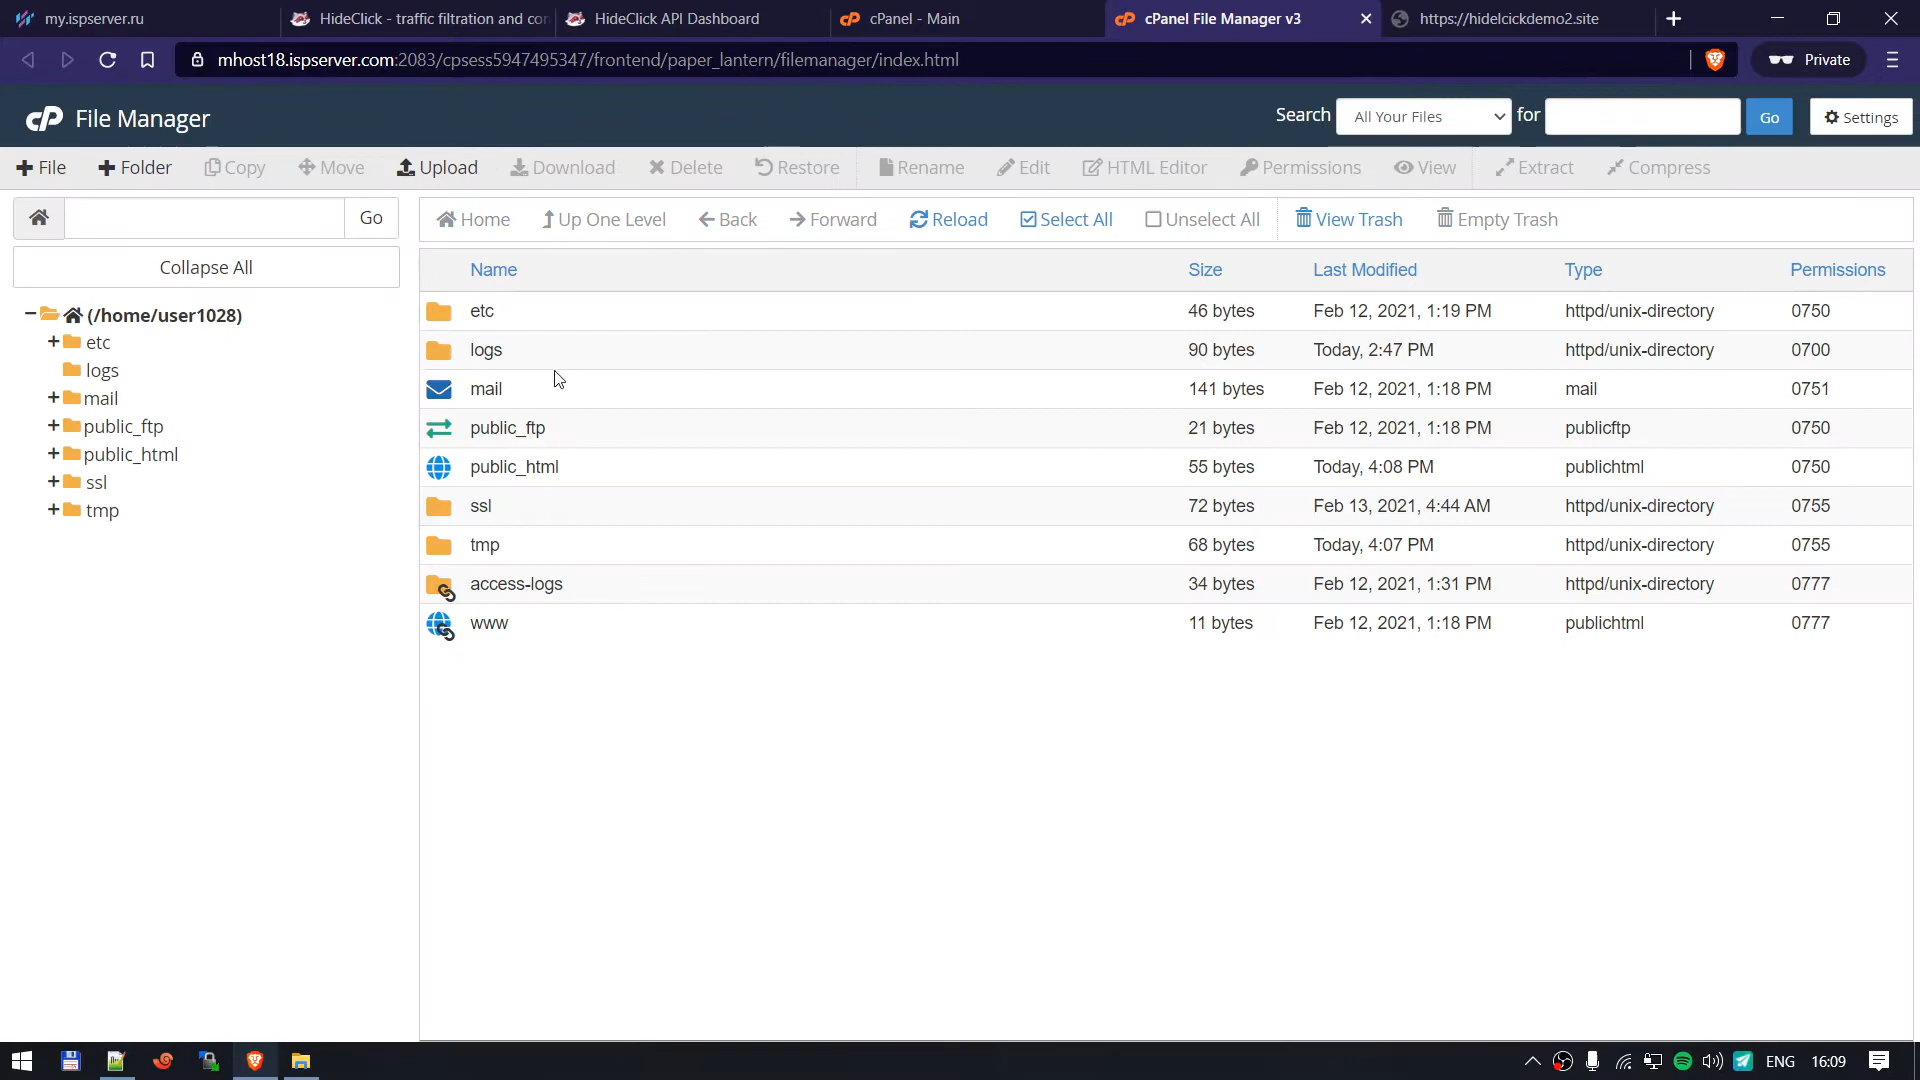 my.ispserver.ru
HideClick - traffic filtration and con
HideClick API Dashboard
cPanel - Main
cPanel File Manager v3
https://hidelcickdemo2.site
mhost18.ispserver.com:2083/cpsess5947495347/frontend/paper_lantern/filemanager/index.html
Private
cP File Manager
Search All Your Files for Go Settings
File Folder Copy Move Upload Download Delete Restore Rename Edit HTML Editor Permissions View Extract Compress
Go
Home Up One Level Back Forward Reload Select All Unselect All View Trash Empty Trash
Collapse All
(/home/user1028)
etc
logs
mail
public_ftp
public_html
ssl
tmp
Name Size Last Modified Type Permissions
etc 46 bytes Feb 12, 2021, 1:19 PM httpd/unix-directory 0750
logs 90 bytes Today, 2:47 PM httpd/unix-directory 0700
mail 141 bytes Feb 12, 2021, 1:18 PM mail 0751
public_ftp 21 bytes Feb 12, 2021, 1:18 PM publicftp 0750
public_html 55 bytes Today, 4:08 PM publichtml 0750
ssl 72 bytes Feb 13, 2021, 4:44 AM httpd/unix-directory 0755
tmp 68 bytes Today, 4:07 PM httpd/unix-directory 0755
access-logs 34 bytes Feb 12, 2021, 1:31 PM httpd/unix-directory 0777
www 11 bytes Feb 12, 2021, 1:18 PM publichtml 0777
ENG 16:09